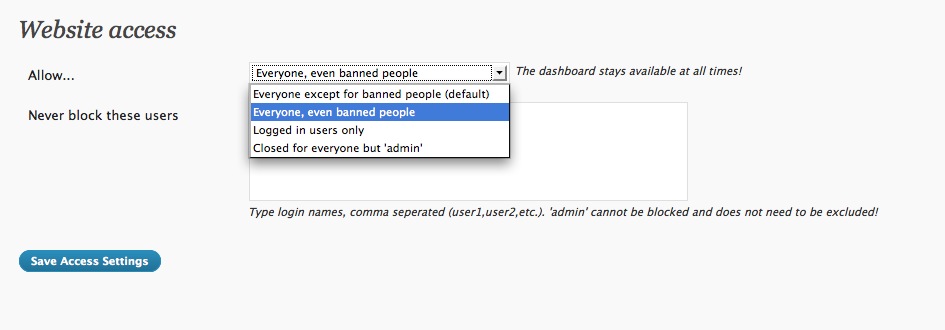 Website access
Allow...
Everyone, even banned people
The dashboard stays available at all times!
Everyone except for banned people (default)
Everyone, even banned people
Logged in users only
Closed for everyone but 'admin'
Never block these users
Type login names, comma seperated (user1,user2,etc.). 'admin' cannot be blocked and does not need to be excluded!
Save Access Settings